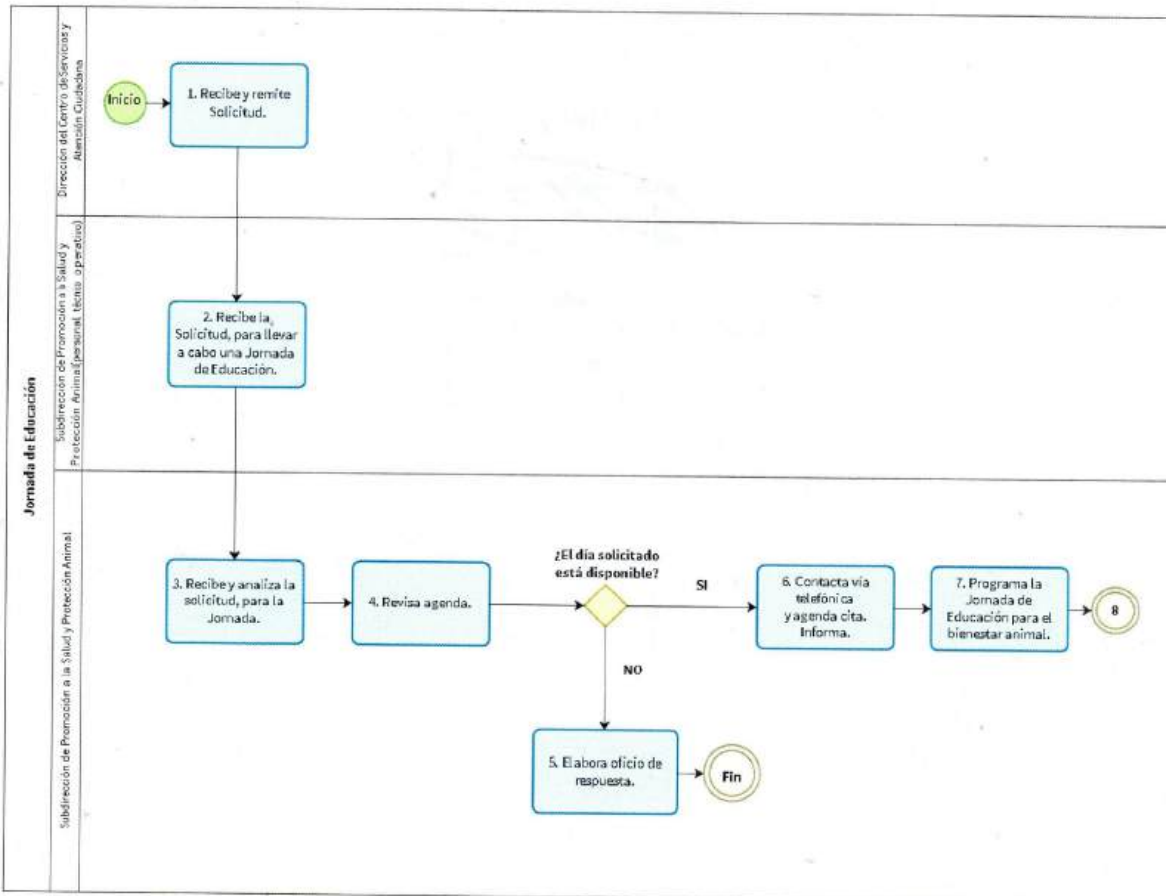 Jornada de Educación
Dirección del Centro de Servicios y
Atención Ciudadana
Inicio
1. Recibe y remite
Solicitud.
Subdirección de Promoción a la Salud y
Protección Animal(personal técnico operativo)
2. Recibe la,
Solicitud, para llevar
a cabo una Jornada
de Educación.
Subdirección de Promoción a la Salud y Protección Animal
3. Recibe y analiza la
solicitud, para la
Jornada.
4. Revisa agenda.
¿El día solicitado
está disponible?
SI
6. Contacta vía
telefónica
y agenda cita.
Informa.
7. Programa la
Jornada de
Educación para el
bienestar animal.
8
NO
5. Elabora oficio de
respuesta.
Fin